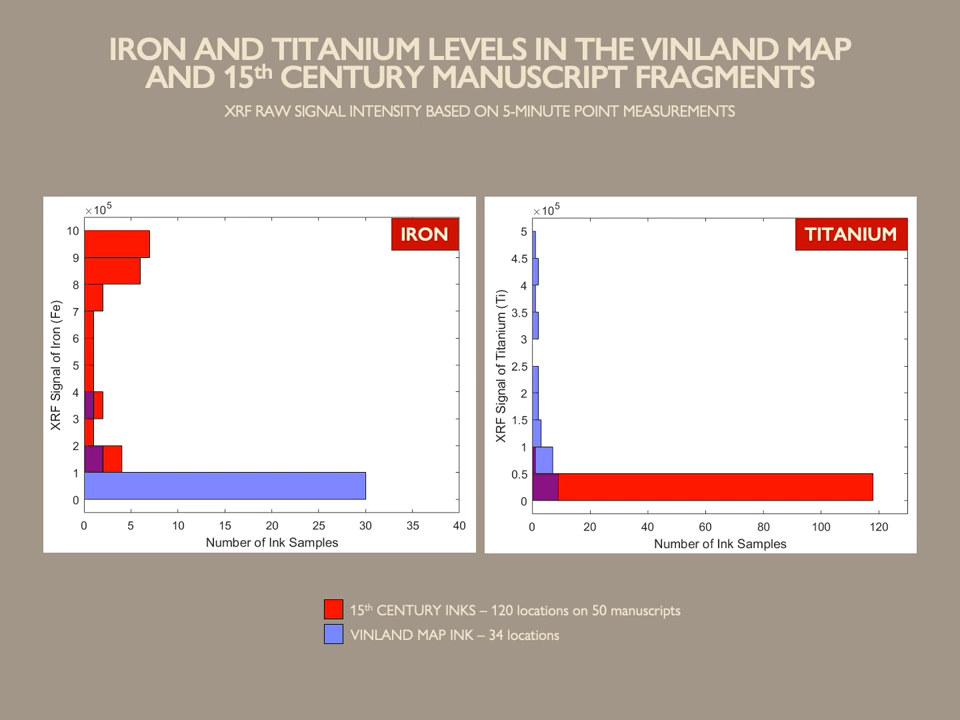 IRON AND TITANIUM LEVELS IN THE VINLAND MAP
AND 15th CENTURY MANUSCRIPT FRAGMENTS
XRF RAW SIGNAL INTENSITY BASED ON 5-MINUTE POINT MEASUREMENTS
×10⁵
IRON
10
9
8
7
6
5
4
3
2
1
0
XRF Signal of Iron (Fe)
0 5 10 15 20 25 30 35 40
Number of Ink Samples
×10⁵
TITANIUM
5
4.5
4
3.5
3
2.5
2
1.5
1
0.5
0
XRF Signal of Titanium (Ti)
0 20 40 60 80 100 120
Number of Ink Samples
15th CENTURY INKS – 120 locations on 50 manuscripts
VINLAND MAP INK – 34 locations